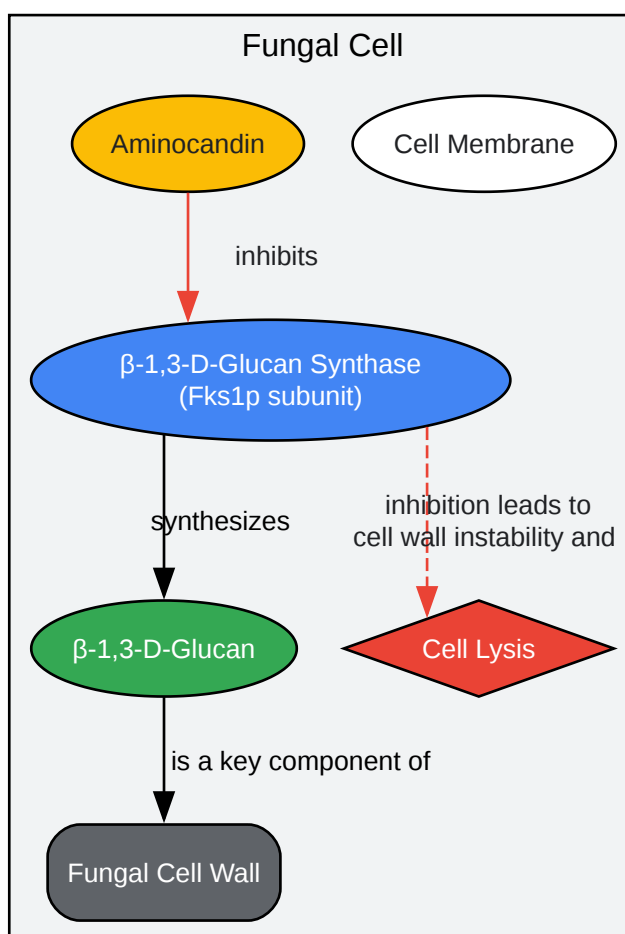 Fungal Cell
Aminocandin
Cell Membrane
inhibits
β-1,3-D-Glucan Synthase
(Fks1p subunit)
synthesizes
inhibition leads to
cell wall instability and
β-1,3-D-Glucan
Cell Lysis
is a key component of
Fungal Cell Wall